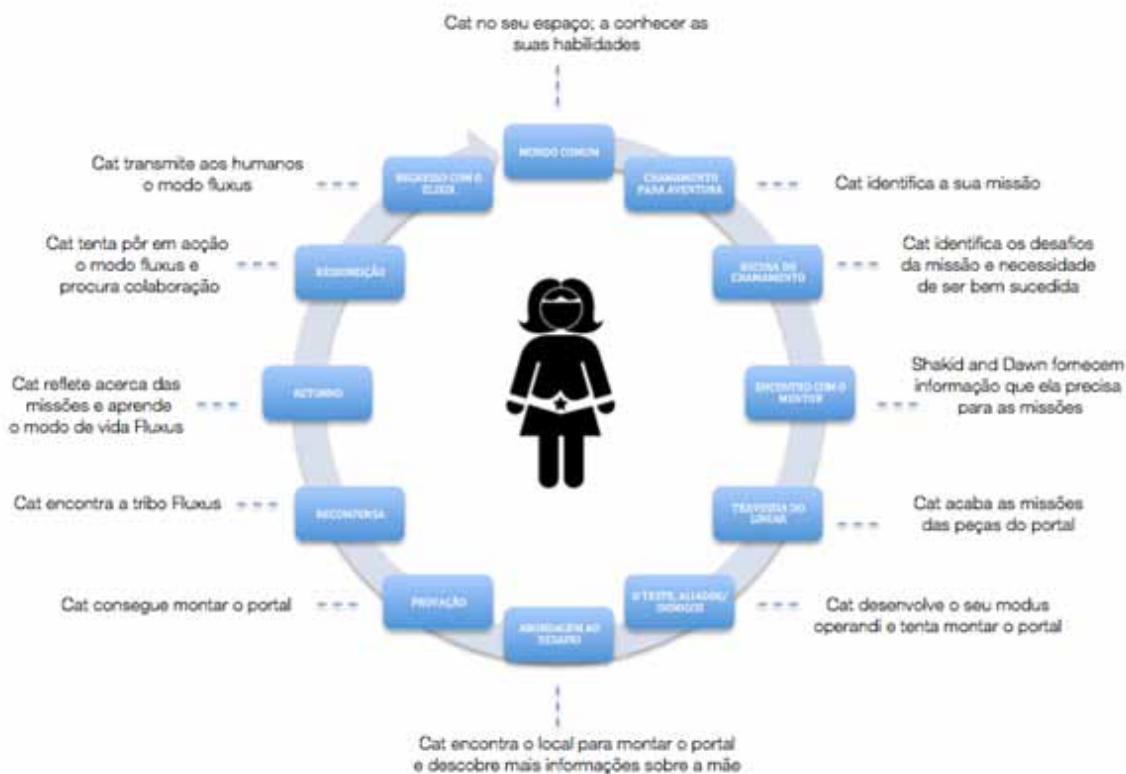 Cat no seu espaço; a conhecer as
suas habilidades
MUNDO COMUM
CHAMAMENTO
PARA AVENTURA
Cat identifica a sua missão
RECUSA DO
CHAMAMENTO
Cat identifica os desafios
da missão e necessidade
de ser bem sucedida
ENCONTRO COM O
MENTOR
Shakid and Dawn fornecem
informação que ela precisa
para as missões
TRAVESSIA DO
LIMIAR
Cat acaba as missões
das peças do portal
O TESTE, ALIADOS/
INIMIGOS
Cat desenvolve o seu modus
operandi e tenta montar o portal
ABORDAGEM AO
DESAFIO
Cat encontra o local para montar o portal
e descobre mais informações sobre a mãe
PROVAÇÃO
Cat consegue montar o portal
RECOMPENSA
Cat encontra a tribo Fluxus
RETORNO
Cat reflete acerca das
missões e aprende
o modo de vida Fluxus
Cat tenta pôr em acção
o modo fluxus e
procura colaboração
REGRESSO COM O
ELIXIR
Cat transmite aos humanos
o modo fluxus